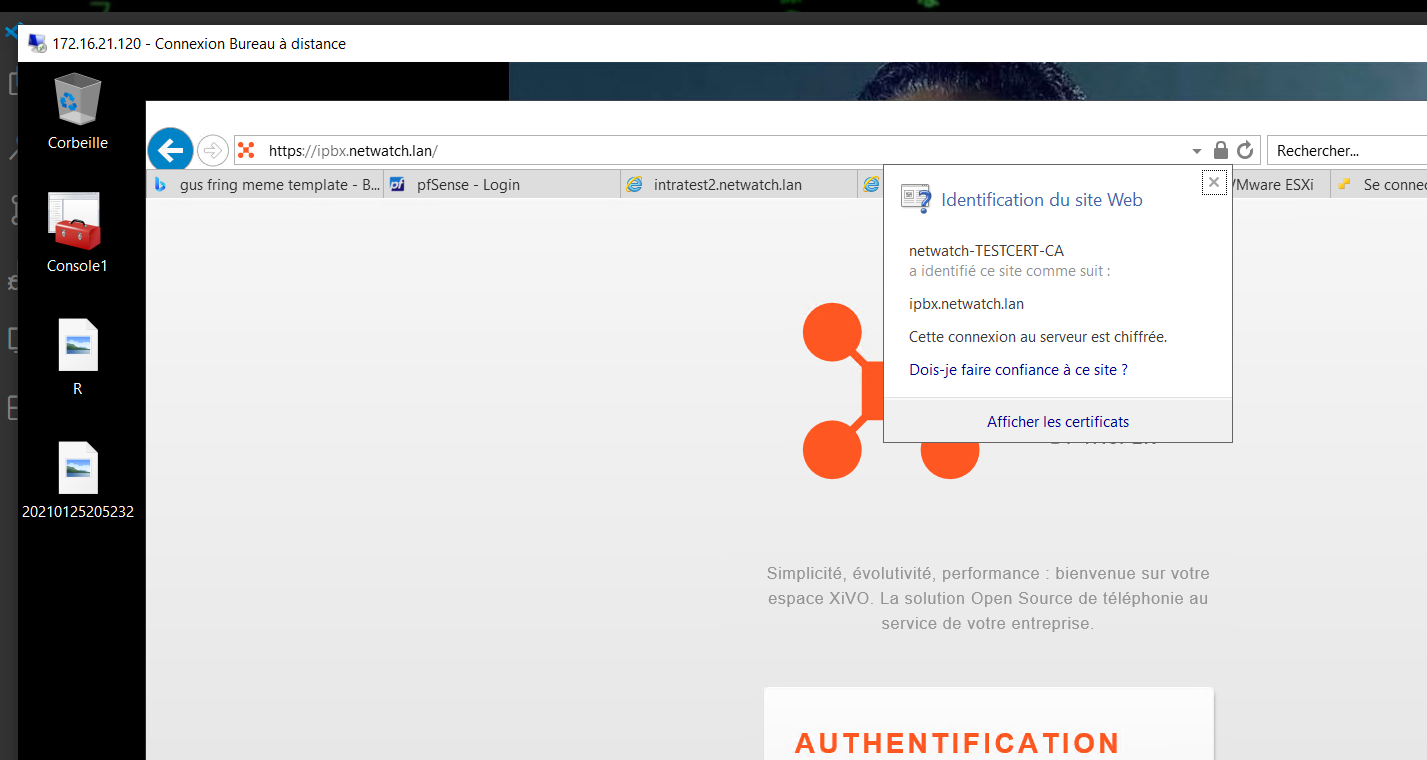 172.16.21.120 - Connexion Bureau à distance
Corbeille
Console1
R
20210125205232
https://ipbx.netwatch.lan/
Rechercher...
gus fring meme template - B...
pfSense - Login
intratest2.netwatch.lan
VMware ESXi
Se connec
Identification du site Web
netwatch-TESTCERT-CA
a identifié ce site comme suit :
ipbx.netwatch.lan
Cette connexion au serveur est chiffrée.
Dois-je faire confiance à ce site ?
Afficher les certificats
Simplicité, évolutivité, performance : bienvenue sur votre
espace XiVO. La solution Open Source de téléphonie au
service de votre entreprise.
AUTHENTIFICATION